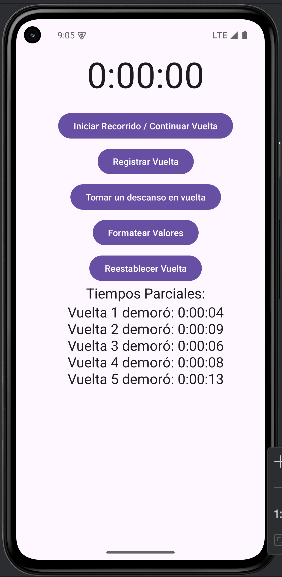 9:05
LTE
0:00:00
Iniciar Recorrido / Continuar Vuelta
Registrar Vuelta
Tomar un descanso en vuelta
Formatear Valores
Reestablecer Vuelta
Tiempos Parciales:
Vuelta 1 demoró: 0:00:04
Vuelta 2 demoró: 0:00:09
Vuelta 3 demoró: 0:00:06
Vuelta 4 demoró: 0:00:08
Vuelta 5 demoró: 0:00:13
1: